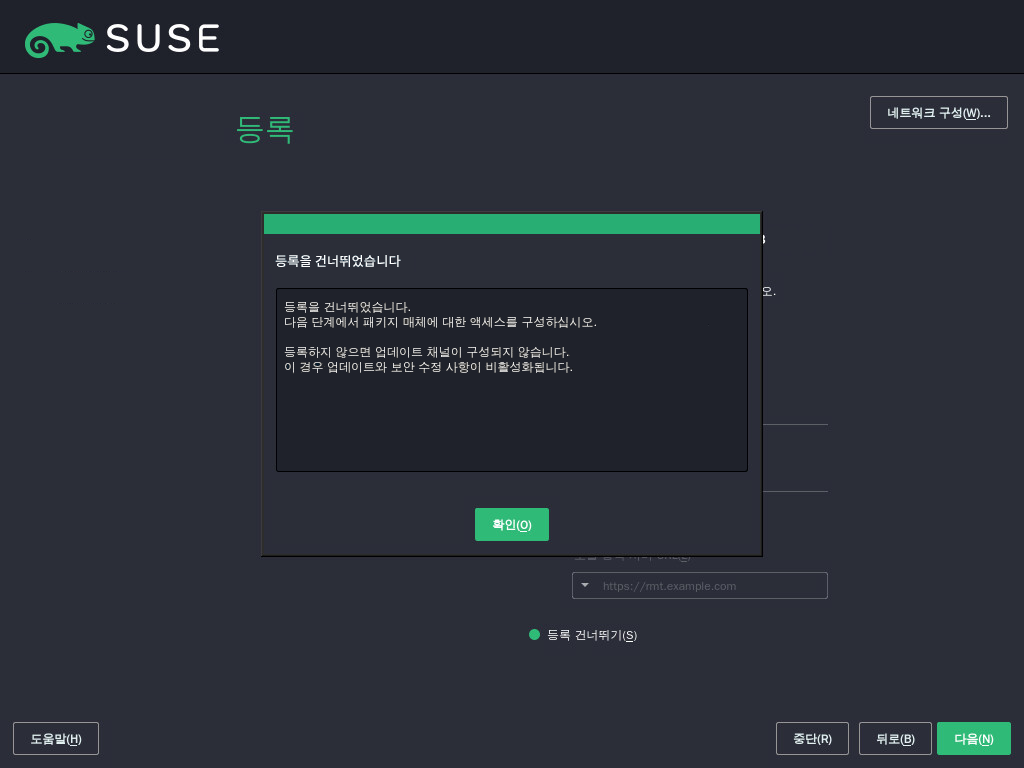 SUSE
네트워크 구성(W)...
등록
등록을 건너뛰었습니다
등록을 건너뛰었습니다.
다음 단계에서 패키지 매체에 대한 액세스를 구성하십시오.
등록하지 않으면 업데이트 채널이 구성되지 않습니다.
이 경우 업데이트와 보안 수정 사항이 비활성화됩니다.
오.
확인(O)
https://rmt.example.com
등록 건너뛰기(S)
도움말(H)
중단(R)
뒤로(B)
다음(N)